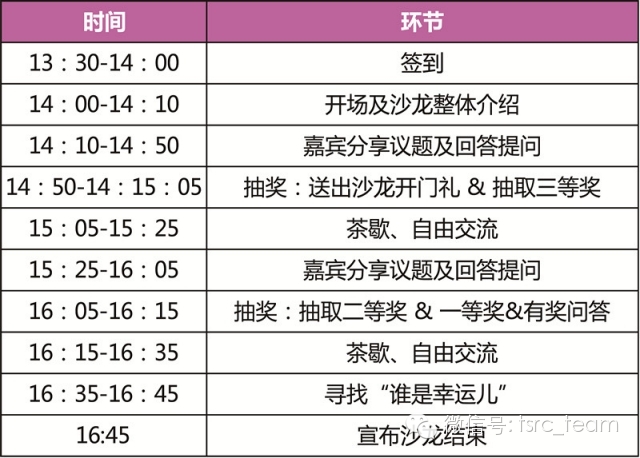 时间 环节
13：30-14：00 签到
14：00-14：10 开场及沙龙整体介绍
14：10-14：50 嘉宾分享议题及回答提问
14：50-14：15：05 抽奖：送出沙龙开门礼 & 抽取三等奖
15：05-15：25 茶歇、自由交流
15：25-16：05 嘉宾分享议题及回答提问
16：05-16：15 抽奖：抽取二等奖 & 一等奖&有奖问答
16：15-16：35 茶歇、自由交流
16：35-16：45 寻找“谁是幸运儿”
16:45 宣布沙龙结束
微信号: tsrc_team